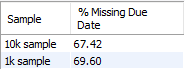 Sample % Missing Due Date
10k sample 67.42
1k sample 69.60